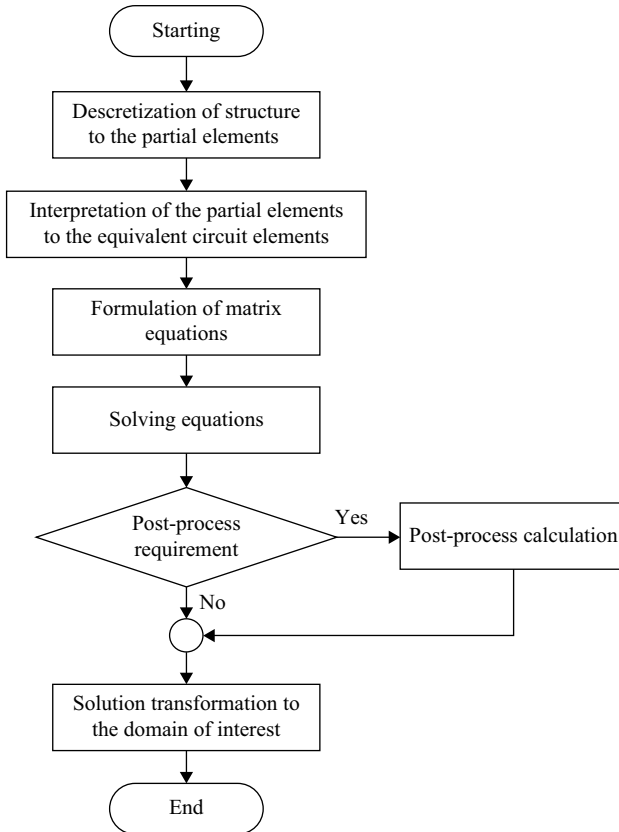 Starting
Descretization of structure
to the partial elements
Interpretation of the partial elements
to the equivalent circuit elements
Formulation of matrix
equations
Solving equations
Post-process
requirement
Yes
Post-process calculation
No
Solution transformation to
the domain of interest
End